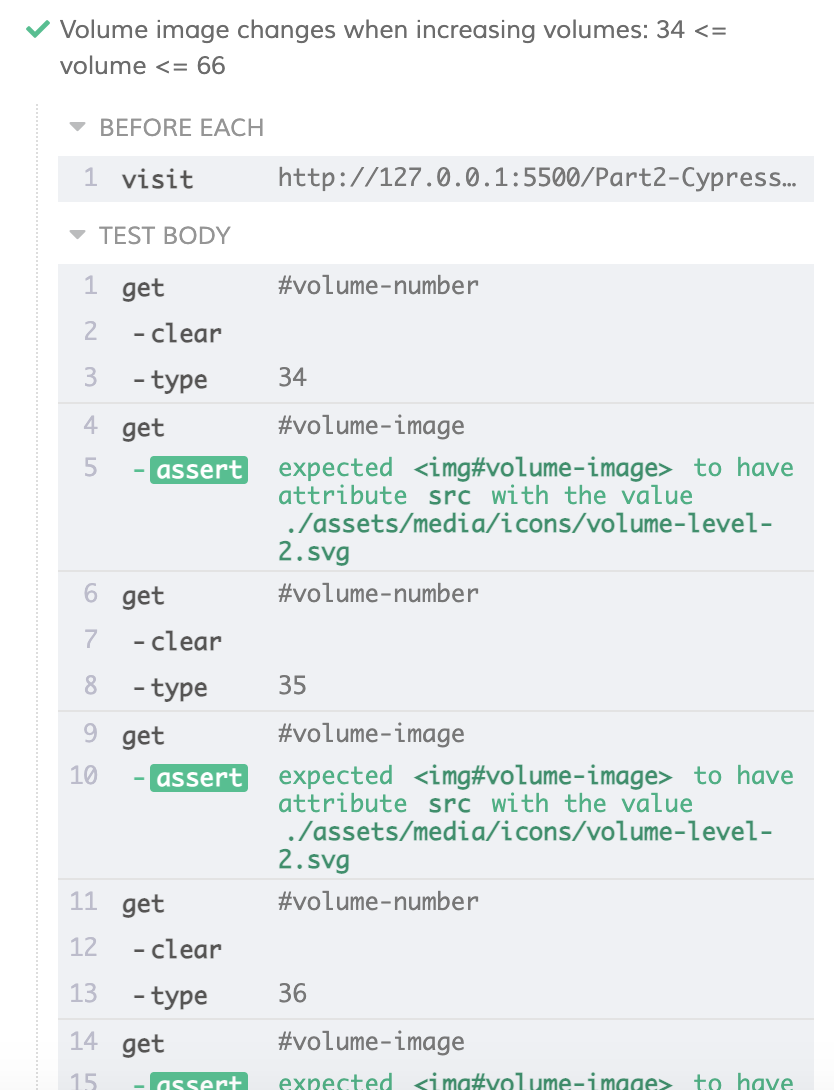 Volume image changes when increasing volumes: 34 <=
volume <= 66
BEFORE EACH
1 visit http://127.0.0.1:5500/Part2-Cypress…
TEST BODY
1 get #volume-number
2 -clear
3 -type 34
4 get #volume-image
5 -assert expected <img#volume-image> to have
attribute src with the value
./assets/media/icons/volume-level-
2.svg
6 get #volume-number
7 -clear
8 -type 35
9 get #volume-image
10 -assert expected <img#volume-image> to have
attribute src with the value
./assets/media/icons/volume-level-
2.svg
11 get #volume-number
12 -clear
13 -type 36
14 get #volume-image
15 -assert expected <img#volume-image> to have